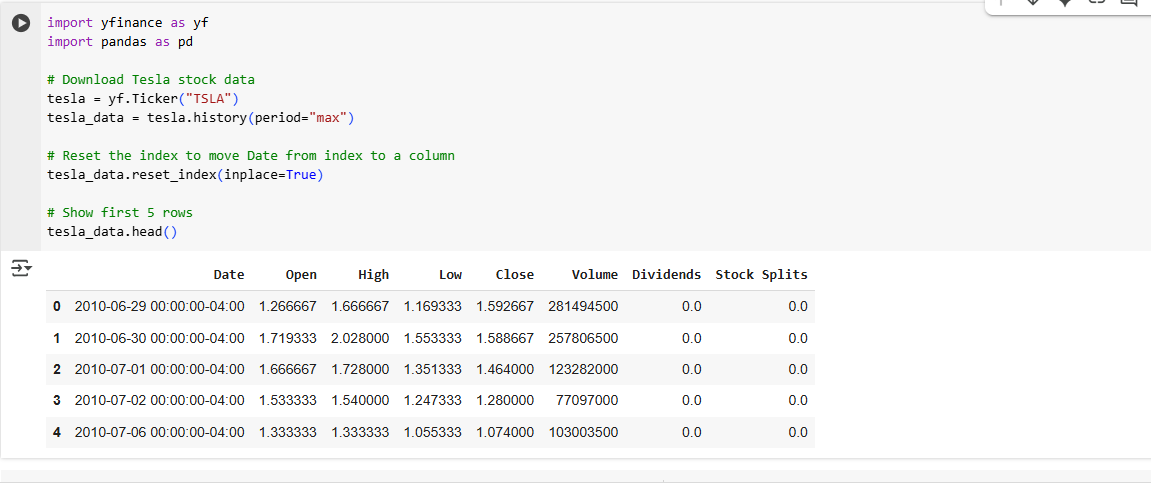 import yfinance as yf
import pandas as pd
# Download Tesla stock data
tesla = yf.Ticker("TSLA")
tesla_data = tesla.history(period="max")
# Reset the index to move Date from index to a column
tesla_data.reset_index(inplace=True)
# Show first 5 rows
tesla_data.head()
Date Open High Low Close Volume Dividends Stock Splits
0 2010-06-29 00:00:00-04:00 1.266667 1.666667 1.169333 1.592667 281494500 0.0 0.0
1 2010-06-30 00:00:00-04:00 1.719333 2.028000 1.553333 1.588667 257806500 0.0 0.0
2 2010-07-01 00:00:00-04:00 1.666667 1.728000 1.351333 1.464000 123282000 0.0 0.0
3 2010-07-02 00:00:00-04:00 1.533333 1.540000 1.247333 1.280000 77097000 0.0 0.0
4 2010-07-06 00:00:00-04:00 1.333333 1.333333 1.055333 1.074000 103003500 0.0 0.0